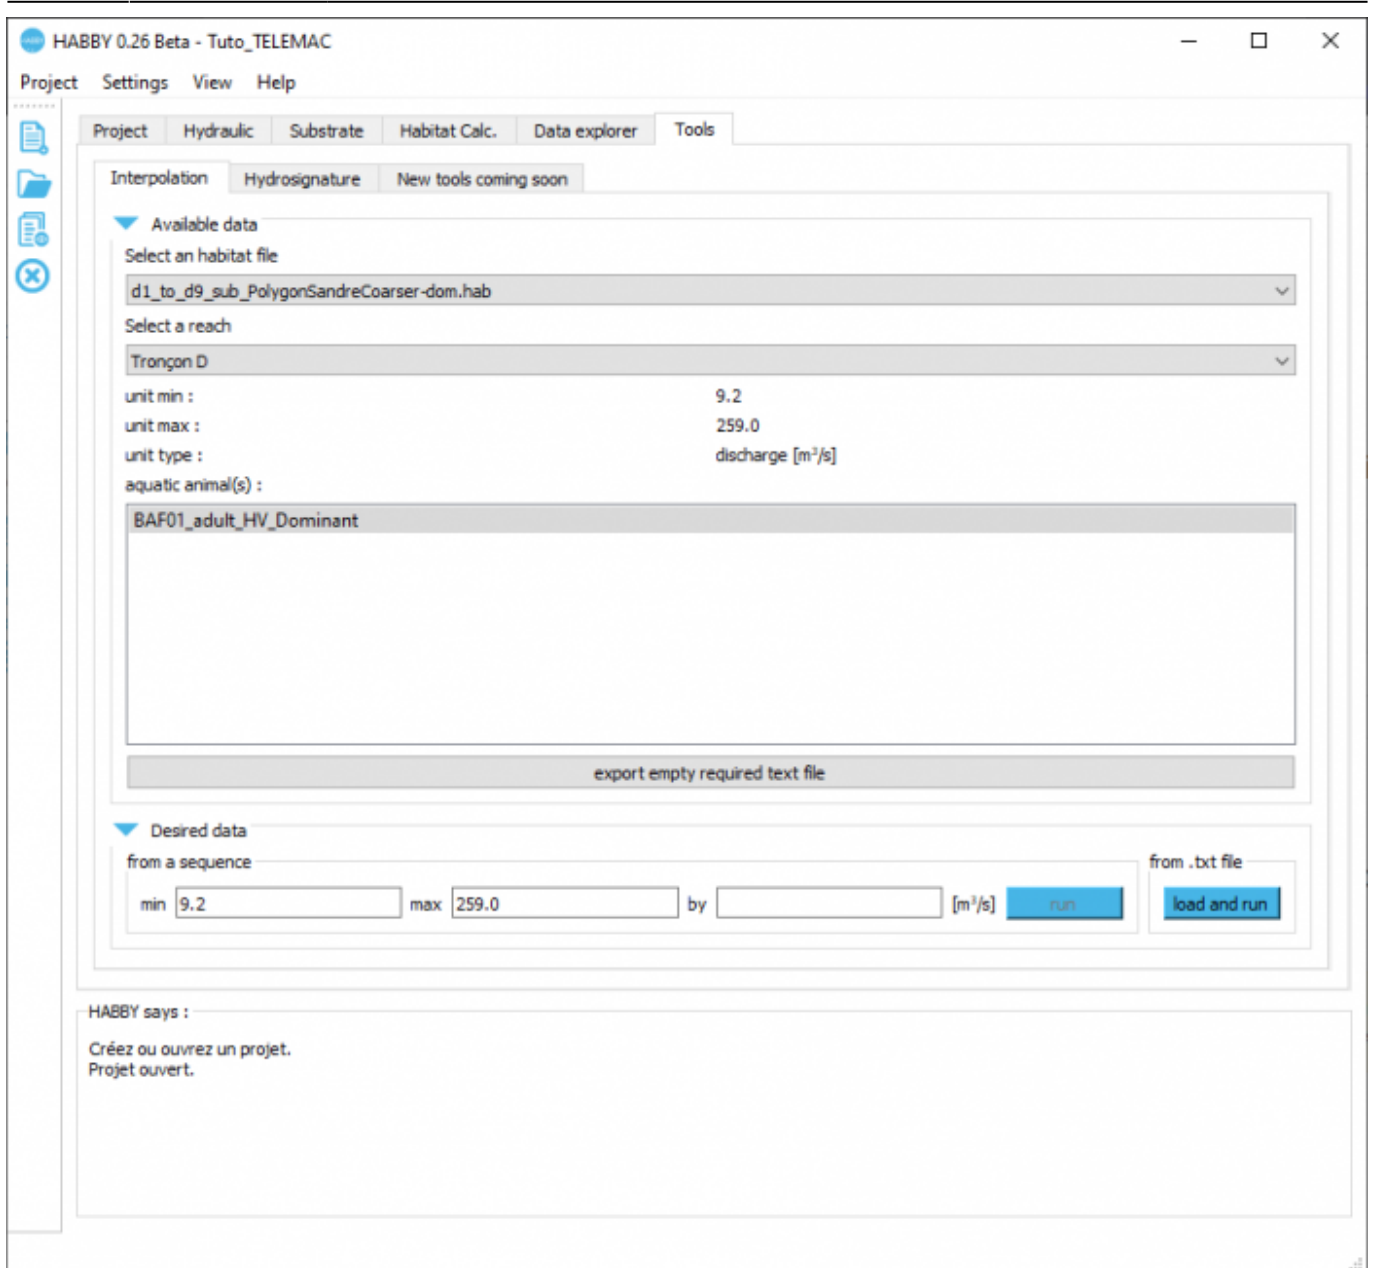 HABBY 0.26 Beta - Tuto_TELEMAC
Project Settings View Help
Project Hydraulic Substrate Habitat Calc. Data explorer Tools
Interpolation Hydrosignature New tools coming soon
Available data
Select an habitat file
d1_to_d9_sub_PolygonSandreCoarser-dom.hab
Select a reach
Tronçon D
unit min : 9.2
unit max : 259.0
unit type : discharge [m³/s]
aquatic animal(s) :
BAF01_adult_HV_Dominant
export empty required text file
Desired data
from a sequence from .txt file
min 9.2 max 259.0 by [m³/s] run load and run
HABBY says :
Créez ou ouvrez un projet.
Projet ouvert.